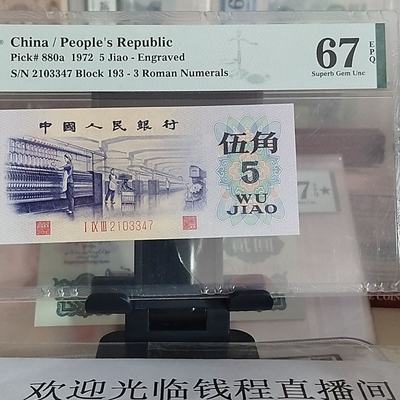 China / People's Republic
Pick# 880a 1972 5 Jiao - Engraved
S/N 2103347 Block 193 - 3 Roman Numerals
67
EPQ
Superb Gem Unc
中國人民銀行
伍角
5
WU
JIAO
I IX III 2103347
欢迎光临钱程直播间